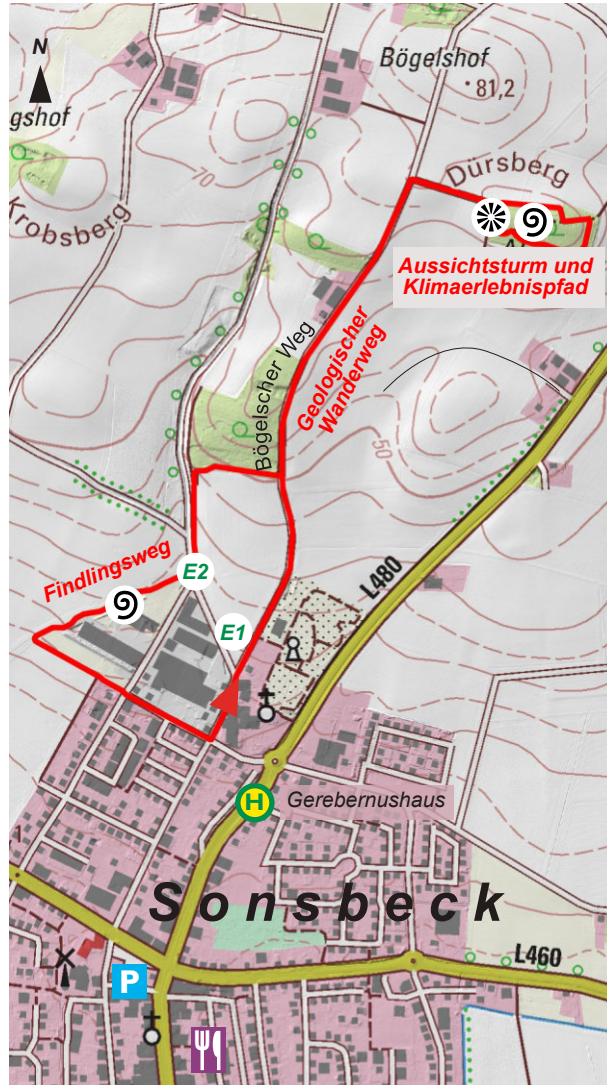 N
Bögelshof
81,2
gshof
70
Dürsberg
Krobsberg
Aussichtsturm und
Klimaerlebnispfad
Bögelscher Weg
Geologischer
Wanderweg
50
L480
Findlingsweg
E2
E1
H
Gerebernushaus
Sonsbeck
L460
P